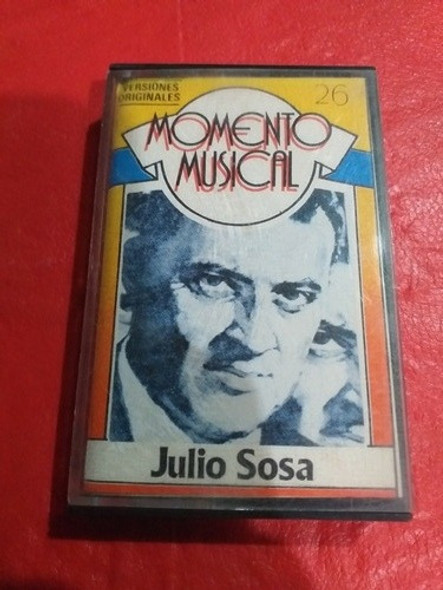 VERSIONES
ORIGINALES
26
MOMENTO
MUSICAL
Julio Sosa